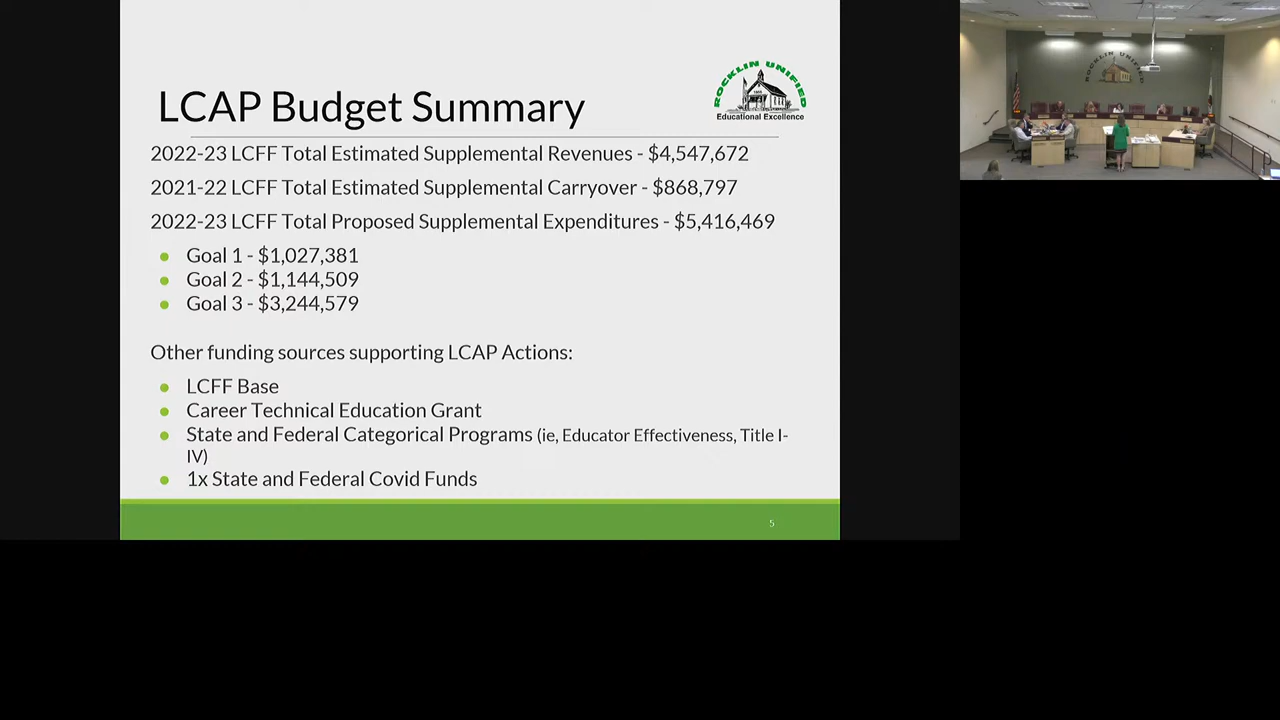 ROCKLIN UNIFIED
Educational Excellence
LCAP Budget Summary
2022-23 LCFF Total Estimated Supplemental Revenues - $4,547,672
2021-22 LCFF Total Estimated Supplemental Carryover - $868,797
2022-23 LCFF Total Proposed Supplemental Expenditures - $5,416,469
● Goal 1 - $1,027,381
● Goal 2 - $1,144,509
● Goal 3 - $3,244,579
Other funding sources supporting LCAP Actions:
● LCFF Base
● Career Technical Education Grant
● State and Federal Categorical Programs (ie, Educator Effectiveness, Title I-
IV)
● 1x State and Federal Covid Funds
5
ROCKLIN UNIFIED